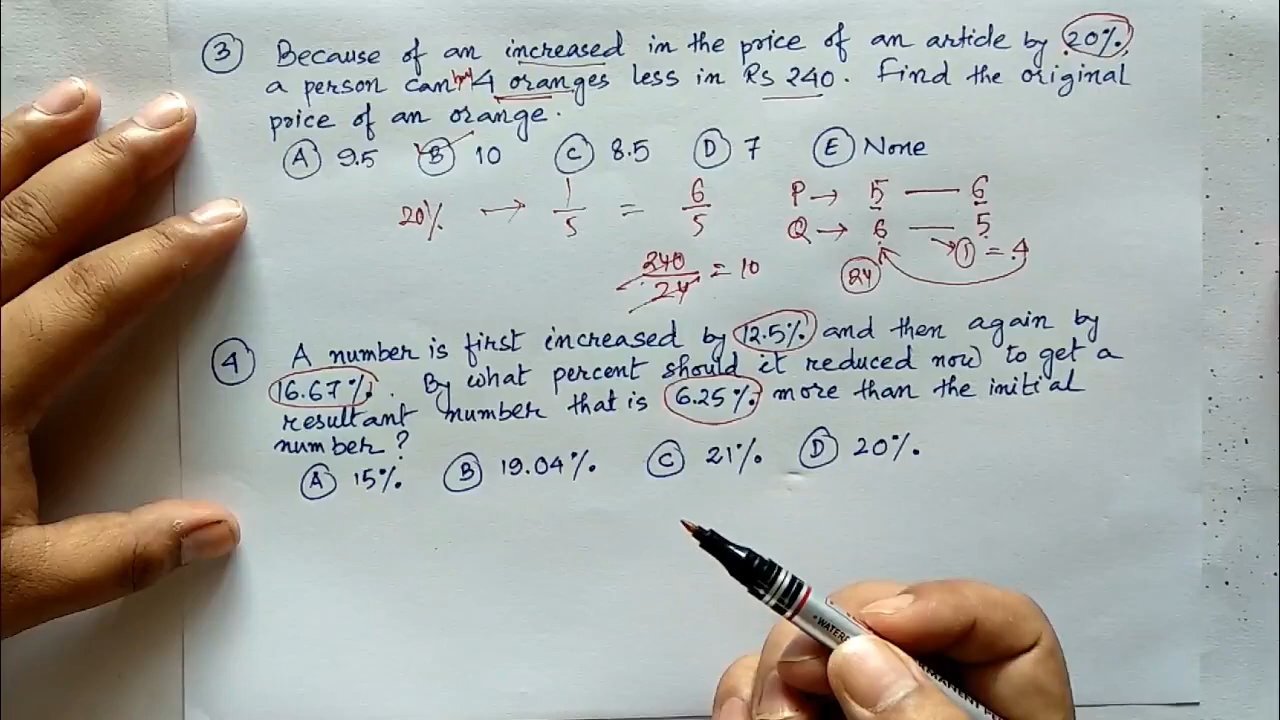 3 Because of an increased in the price of an article by 20%.
a person can buy 4 oranges less in Rs 240. Find the original
price of an orange.
A 9.5 B 10 C 8.5 D 7 E None
20% → 1/5 = 6/5
P → 5 — 6
Q → 6 — 5
→ 1 = 4
24
240/24 = 10
4 A number is first increased by 12.5% and then again by
16.67%. By what percent should it reduced now to get a
resultant number that is 6.25% more than the initial
number?
A 15% B 19.04% C 21% D 20%.
WATER
PERMANENT